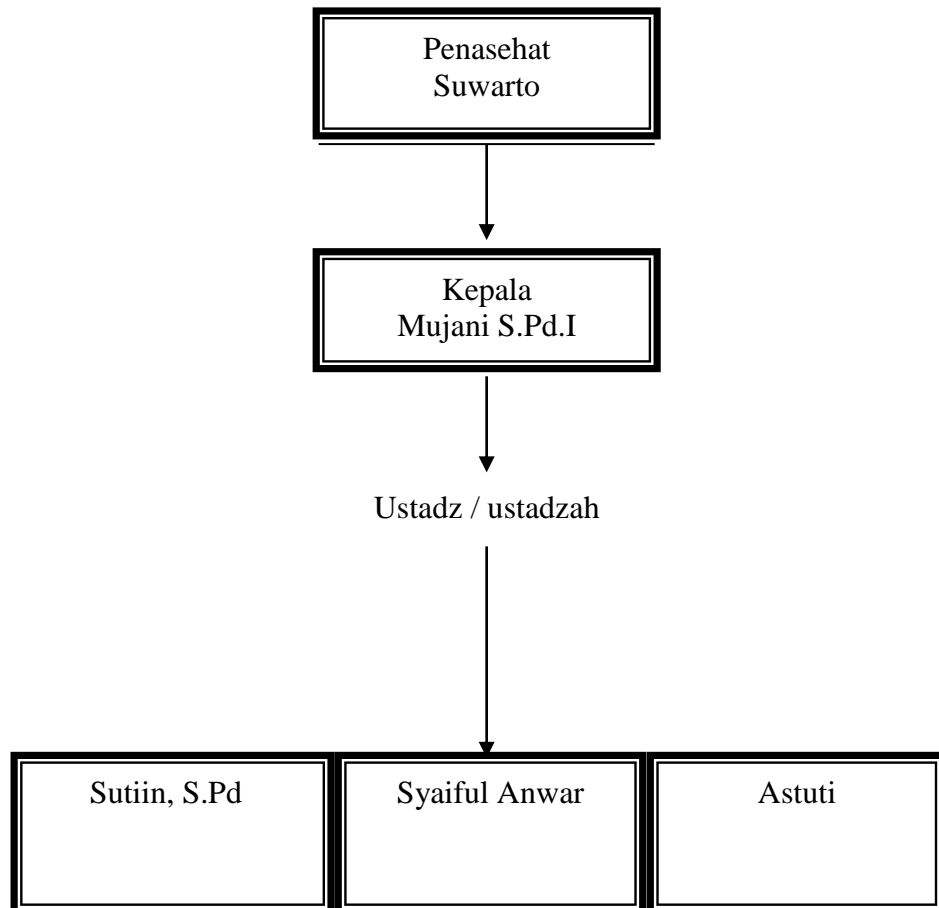 Penasehat
Suwarto
Kepala
Mujani S.Pd.I
Ustadz / ustadzah
Sutiin, S.Pd
Syaiful Anwar
Astuti